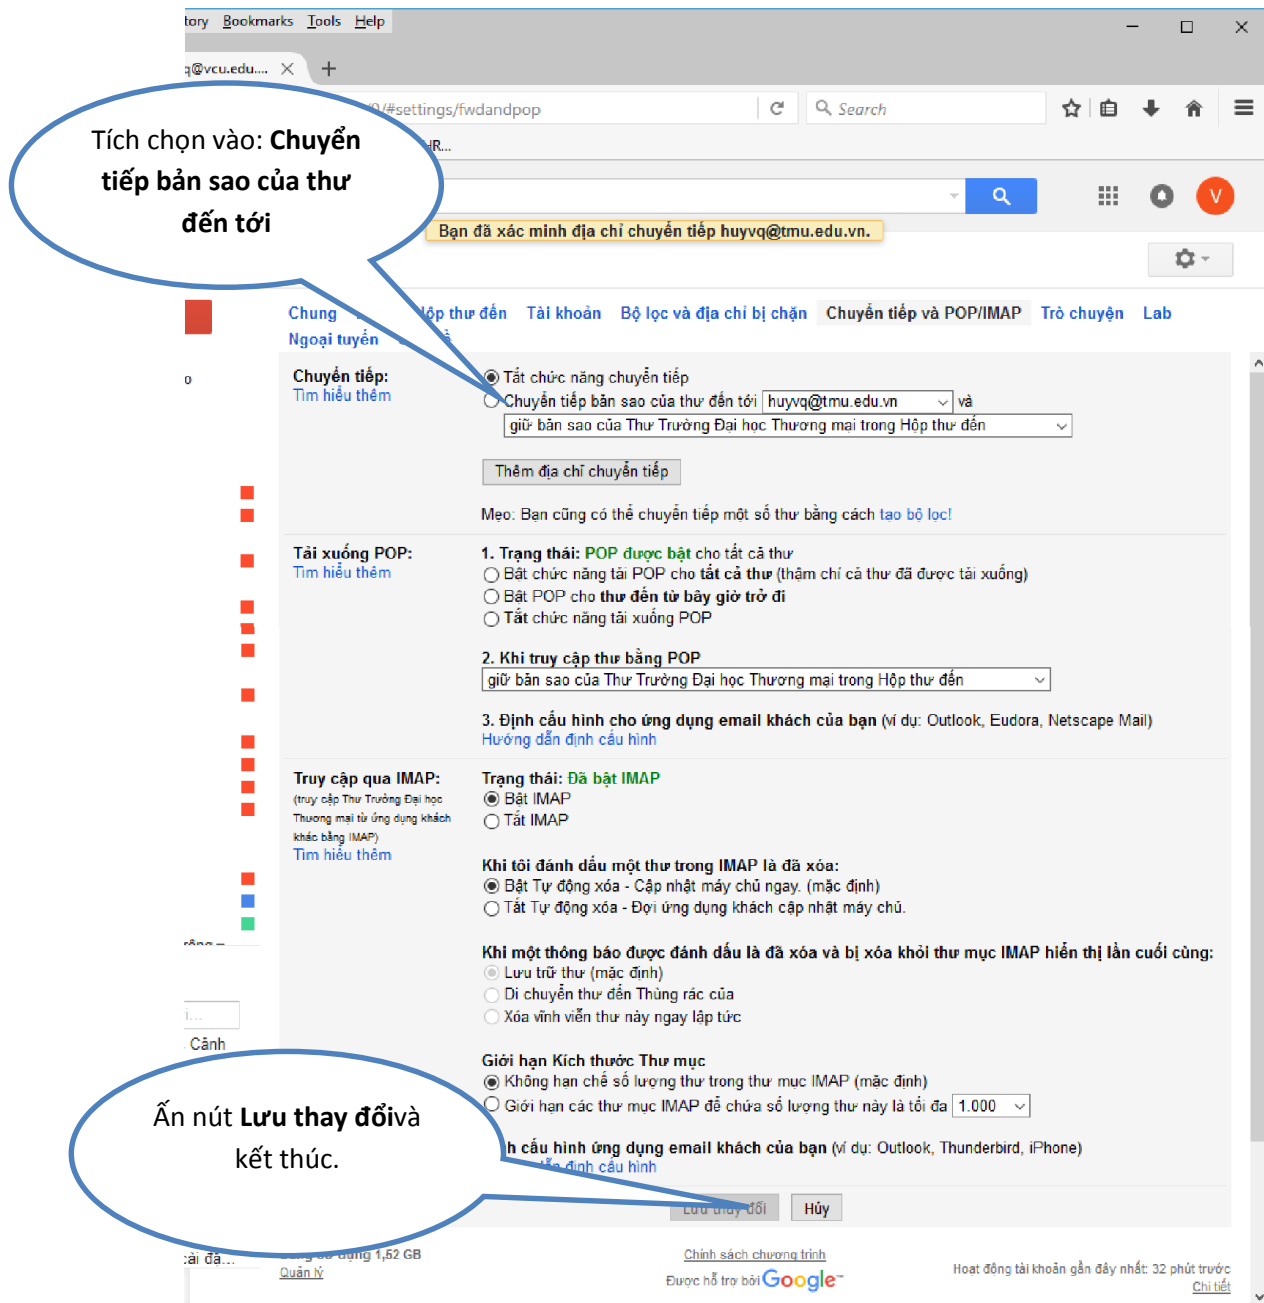 tory Bookmarks Tools Help
q@vcu.edu....
/0/#settings/fwdandpop
Search
HR...
Tích chọn vào: Chuyển
tiếp bản sao của thư
đến tới
V
Bạn đã xác minh địa chỉ chuyển tiếp huyvq@tmu.edu.vn.
Chung
ộp thư đến Tài khoản Bộ lọc và địa chỉ bị chặn Chuyển tiếp và POP/IMAP Trò chuyện Lab
Ngoại tuyến
Chuyển tiếp:
Tìm hiểu thêm
Tắt chức năng chuyển tiếp
Chuyển tiếp bản sao của thư đến tới huyvq@tmu.edu.vn và
giữ bản sao của Thư Trường Đại học Thương mại trong Hộp thư đến
Thêm địa chỉ chuyển tiếp
Mẹo: Bạn cũng có thể chuyển tiếp một số thư bằng cách tạo bộ lọc!
Tải xuống POP:
Tìm hiểu thêm
1. Trạng thái: POP được bật cho tất cả thư
Bật chức năng tải POP cho tất cả thư (thậm chí cả thư đã được tải xuống)
Bật POP cho thư đến từ bây giờ trở đi
Tắt chức năng tải xuống POP
2. Khi truy cập thư bằng POP
giữ bản sao của Thư Trường Đại học Thương mại trong Hộp thư đến
3. Định cấu hình cho ứng dụng email khách của bạn (ví dụ: Outlook, Eudora, Netscape Mail)
Hướng dẫn định cấu hình
Truy cập qua IMAP:
(truy cập Thư Trường Đại học
Thương mại từ ứng dụng khách
khác bằng IMAP)
Tìm hiểu thêm
Trạng thái: Đã bật IMAP
Bật IMAP
Tắt IMAP
Khi tôi đánh dấu một thư trong IMAP là đã xóa:
Bật Tự động xóa - Cập nhật máy chủ ngay. (mặc định)
Tắt Tự động xóa - Đợi ứng dụng khách cập nhật máy chủ.
Khi một thông báo được đánh dấu là đã xóa và bị xóa khỏi thư mục IMAP hiển thị lần cuối cùng:
Lưu trữ thư (mặc định)
Di chuyển thư đến Thùng rác của
Xóa vĩnh viễn thư này ngay lập tức
i...
Cảnh
Giới hạn Kích thước Thư mục
Không hạn chế số lượng thư trong thư mục IMAP (mặc định)
Giới hạn các thư mục IMAP để chứa số lượng thư này là tối đa 1.000
Ấn nút Lưu thay đổivà
kết thúc.
h cấu hình ứng dụng email khách của bạn (ví dụ: Outlook, Thunderbird, iPhone)
dẫn định cấu hình
Lưu thay đổi Hủy
cài đặ...
dụng 1,52 GB
Quản lý
Chính sách chương trình
Được hỗ trợ bởi Google™
Hoạt động tài khoản gần đây nhất: 32 phút trước
Chi tiết